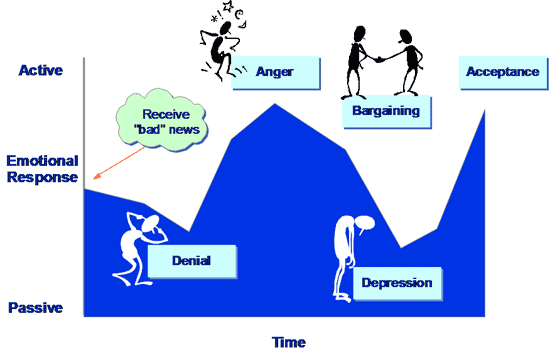 *!
Active
Anger
Acceptance
Bargaining
Receive
"bad" news
Emotional
Response
Denial
Depression
Passive
Time